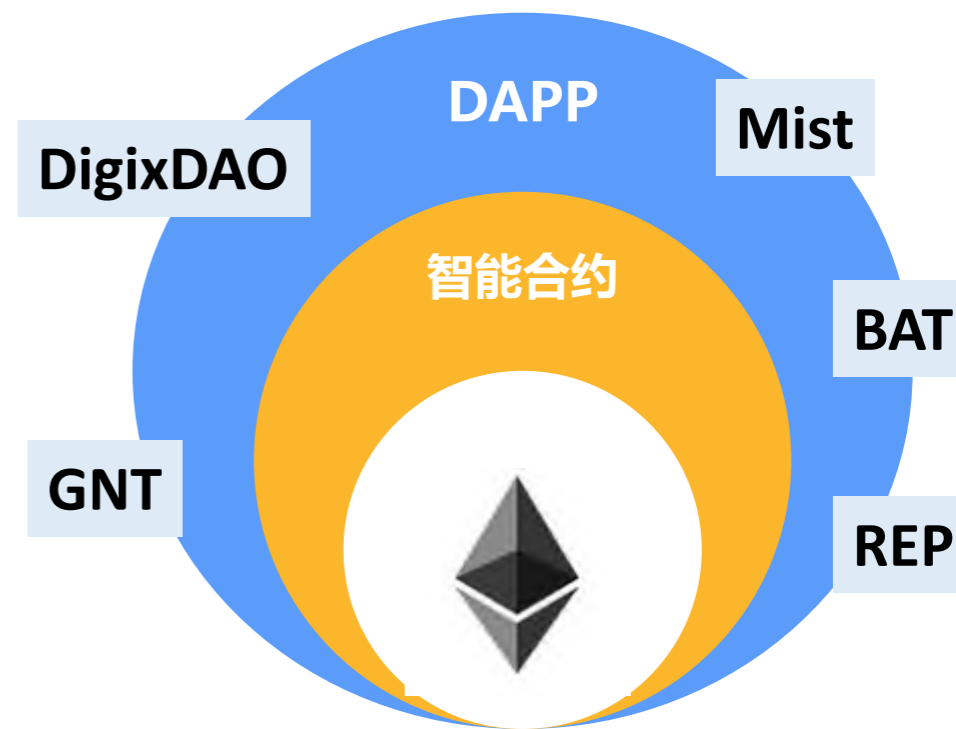 DAPP
Mist
DigixDAO
智能合约
BAT
GNT
REP